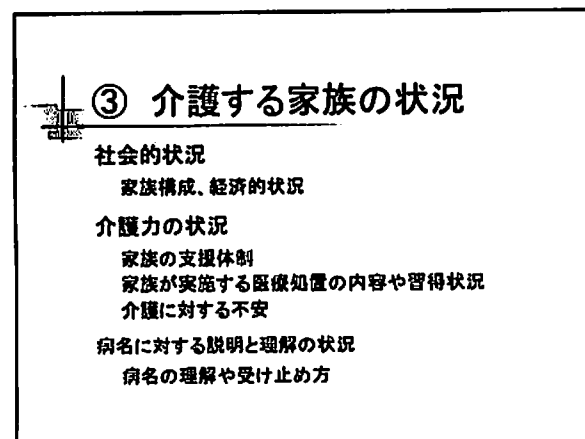 ③ 介護する家族の状況
社会的状況
家族構成、経済的状況
介護力の状況
家族の支援体制
家族が実施する医療処置の内容や習得状況
介護に対する不安
病名に対する説明と理解の状況
病名の理解や受け止め方